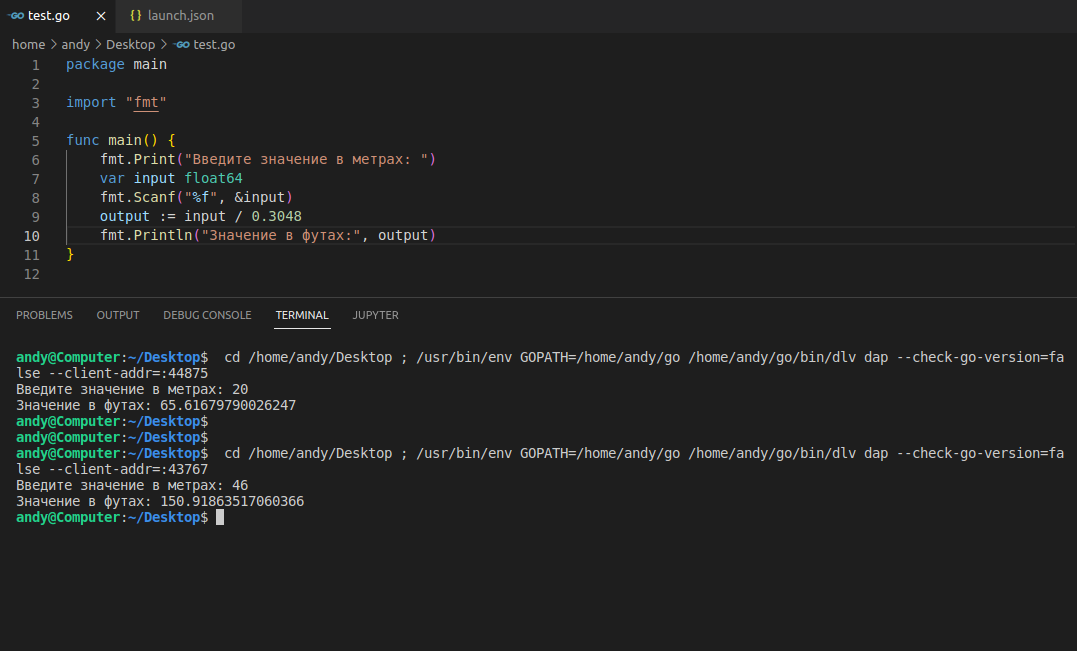 GO test.go × {} launch.json
home > andy > Desktop > GO test.go
1 package main
2
3 import "fmt"
4
5 func main() {
6 fmt.Print("Введите значение в метрах: ")
7 var input float64
8 fmt.Scanf("%f", &input)
9 output := input / 0.3048
10 fmt.Println("Значение в футах:", output)
11 }
12
PROBLEMS OUTPUT DEBUG CONSOLE TERMINAL JUPYTER
andy@Computer:~/Desktop$  cd /home/andy/Desktop ; /usr/bin/env GOPATH=/home/andy/go /home/andy/go/bin/dlv dap --check-go-version=fa
lse --client-addr=:44875
Введите значение в метрах: 20
Значение в футах: 65.61679790026247
andy@Computer:~/Desktop$
andy@Computer:~/Desktop$
andy@Computer:~/Desktop$  cd /home/andy/Desktop ; /usr/bin/env GOPATH=/home/andy/go /home/andy/go/bin/dlv dap --check-go-version=fa
lse --client-addr=:43767
Введите значение в метрах: 46
Значение в футах: 150.91863517060366
andy@Computer:~/Desktop$